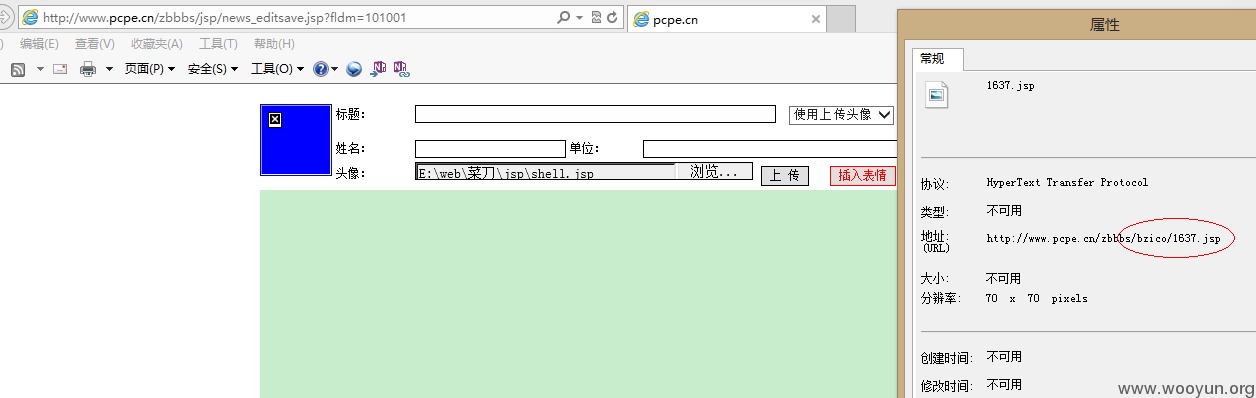 http://www.pcpe.cn/zbbbs/jsp/news_editsave.jsp?fldm=101001
pcpe.cn
属性
编辑(E) 查看(V) 收藏夹(A) 工具(T) 帮助(H)
页面(P) 安全(S) 工具(O)
常规
1637.jsp
标题:
使用上传头像
姓名:
单位:
头像:
E:\web\菜刀\jsp\shell.jsp
浏览...
上 传
插入表情
协议: HyperText Transfer Protocol
类型: 不可用
地址: http://www.pcpe.cn/zbbbs/bzico/1637.jsp
(URL)
大小: 不可用
分辨率: 70 x 70 pixels
创建时间: 不可用
修改时间: 不可用
www.wooyun.org